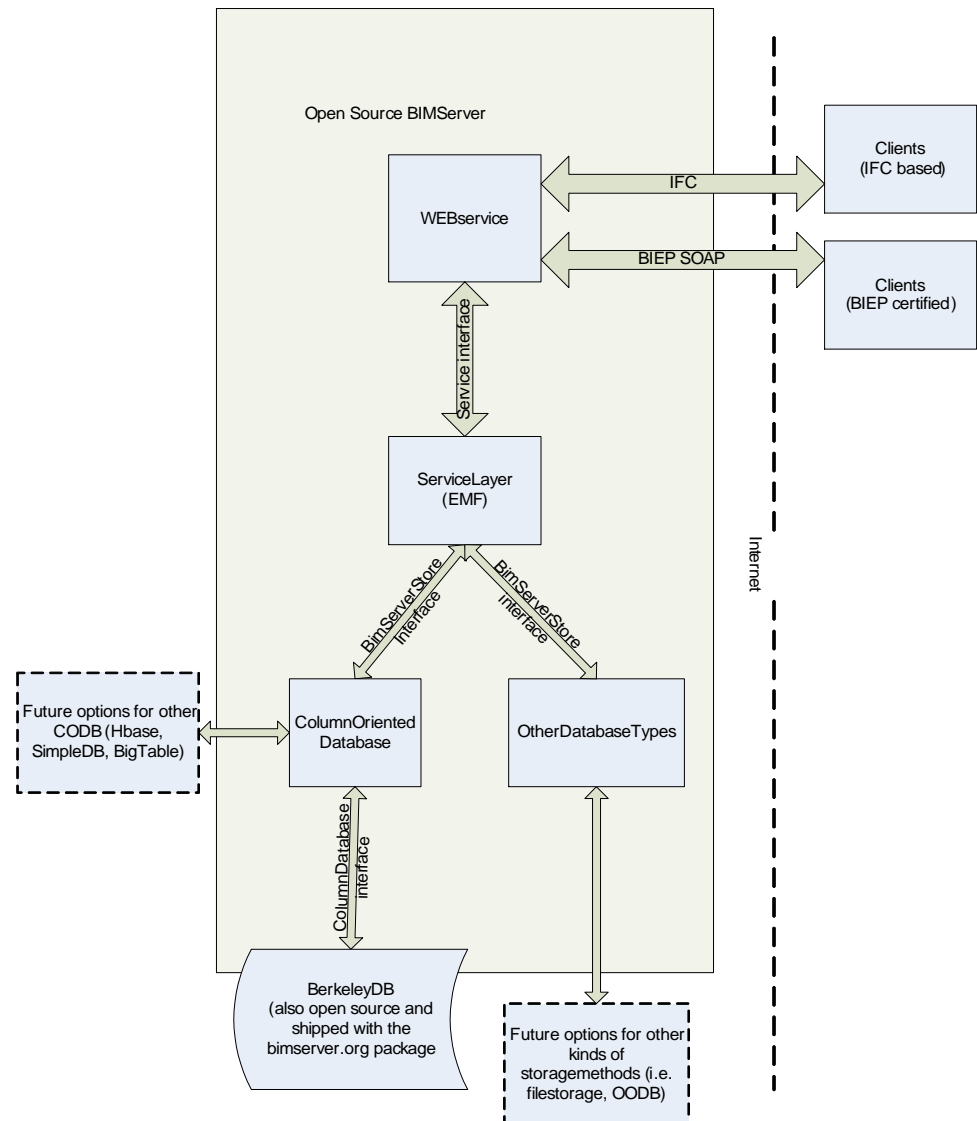 Open Source BIMServer
WEBservice
IFC
Clients
(IFC based)
BIEP SOAP
Clients
(BIEP certified)
Service interface
ServiceLayer
(EMF)
Internet
BimServerStore
Interface
BimServerStore
interface
Future options for other
CODB (Hbase,
SimpleDB, BigTable)
ColumnOriented
Database
OtherDatabaseTypes
ColumnDatabase
interface
BerkeleyDB
(also open source and
shipped with the
bimserver.org package
Future options for other
kinds of
storagemethods (i.e.
filestorage, OODB)